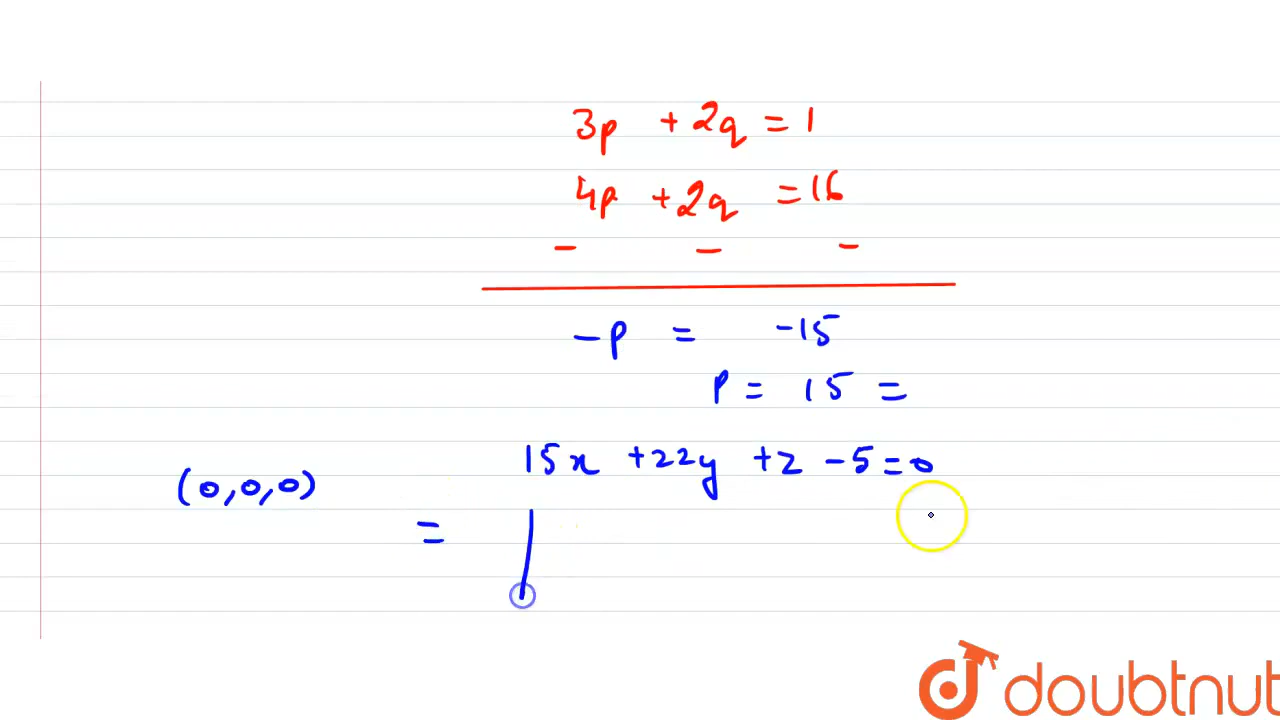 3p + 2q = 1
4p + 2q = 16
− − −
−p = −15
p = 15 =
15x + 22y + z − 5 = 0
(0,0,0)
= |
doubtnut